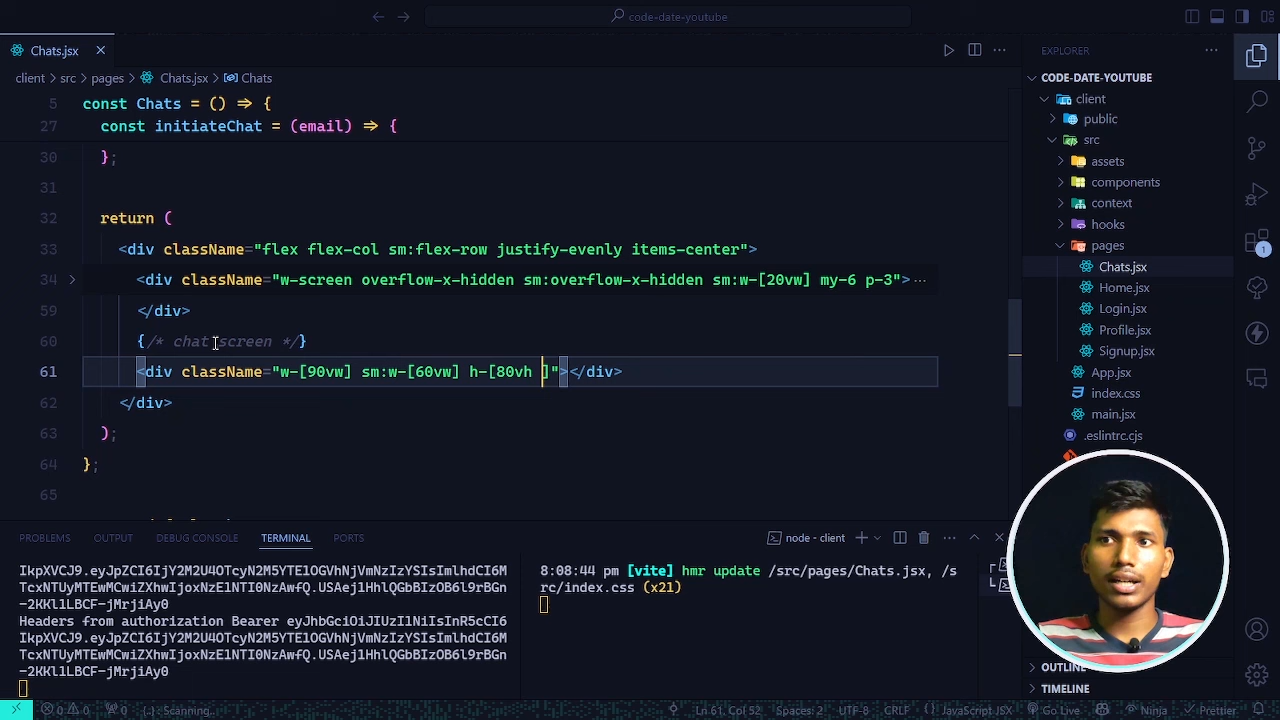 code-date-youtube
Chats.jsx
client > src > pages > Chats.jsx > Chats
5 const Chats = () => {
27 const initiateChat = (email) => {
30 };
31
32 return (
33 <div className="flex flex-col sm:flex-row justify-evenly items-center">
34 <div className="w-screen overflow-x-hidden sm:overflow-x-hidden sm:w-[20vw] my-6 p-3">...
59 </div>
60 {/* chat screen */}
61 <div className="w-[90vw] sm:w-[60vw] h-[80vh ]"></div>
62 </div>
63 );
64 };
65
PROBLEMS OUTPUT DEBUG CONSOLE TERMINAL PORTS
node - client
IkpXVCJ9.eyJpZCI6IjY2M2U4OTcyN2M5YTE1OGVhNjVmNzIzYSIsImlhdCI6M
TcxNTUyMTEwMywiZXhwIjoxNzE1NTI0NzAwfQ.USAej1HhlQGbBIzOB6l9rBGn
-2KKl1LBCF-jMrjiAy0
Headers from authorization Bearer eyJhbGciOiJIUzI1NiIsInR5cCI6
IkpXVCJ9.eyJpZCI6IjY2M2U4OTcyN2M5YTE1OGVhNjVmNzIzYSIsImlhdCI6M
TcxNTUyMTEwMywiZXhwIjoxNzE1NTI0NzAwfQ.USAej1HhlQGbBIzOB6l9rBGn
-2KKl1LBCF-jMrjiAy0
8:08:44 pm [vite] hmr update /src/pages/Chats.jsx, /s
rc/index.css (x21)
EXPLORER
CODE-DATE-YOUTUBE
client
public
src
assets
components
context
hooks
pages
Chats.jsx
Home.jsx
Login.jsx
Profile.jsx
Signup.jsx
App.jsx
index.css
main.jsx
.eslintrc.cjs
OUTLINE
TIMELINE
1
0 0 0 {..}: Scanning.. Ln 61, Col 52 Spaces: 2 UTF-8 CRLF {} JavaScript JSX Go Live Ninja Prettier